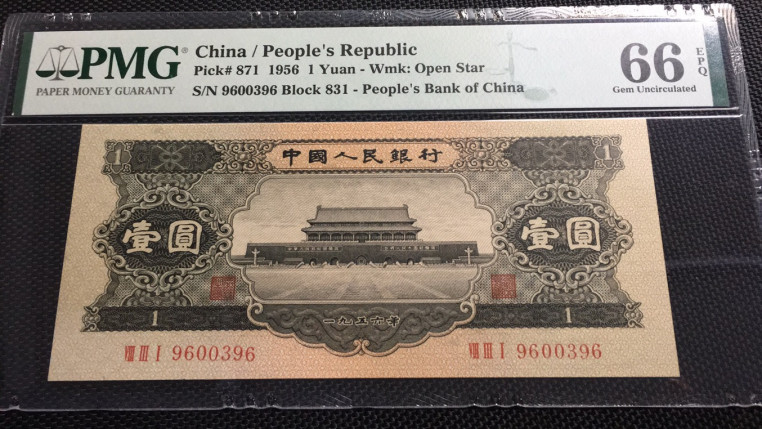 PMG
PAPER MONEY GUARANTY
China / People's Republic
Pick# 871 1956 1 Yuan - Wmk: Open Star
S/N 9600396 Block 831 - People's Bank of China
66 EPQ
Gem Uncirculated
中國人民銀行
1 1
壹圓 壹圓
一九五六年
1 1
VIII III I 9600396 VIII III I 9600396